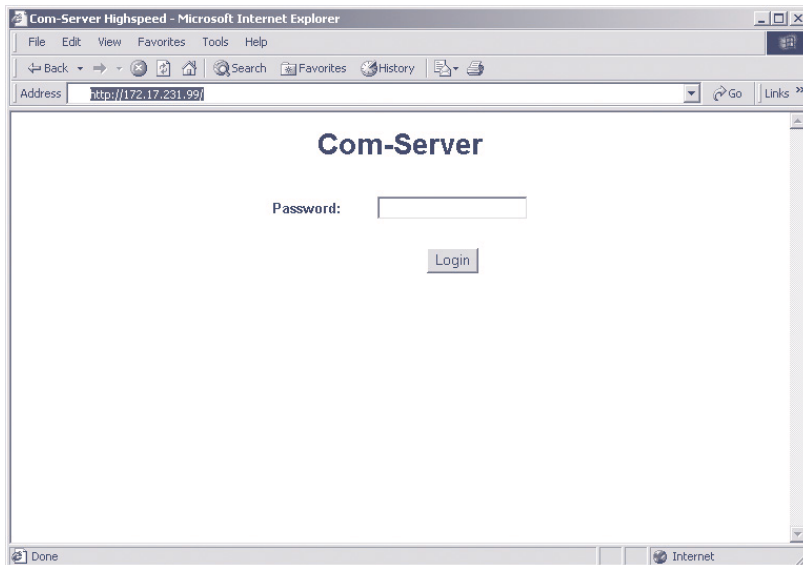 Com-Server Highspeed - Microsoft Internet Explorer
File Edit View Favorites Tools Help
Back Search Favorites History
Address http://172.17.231.99/ Go Links »
Com-Server
Password:
Login
Done Internet